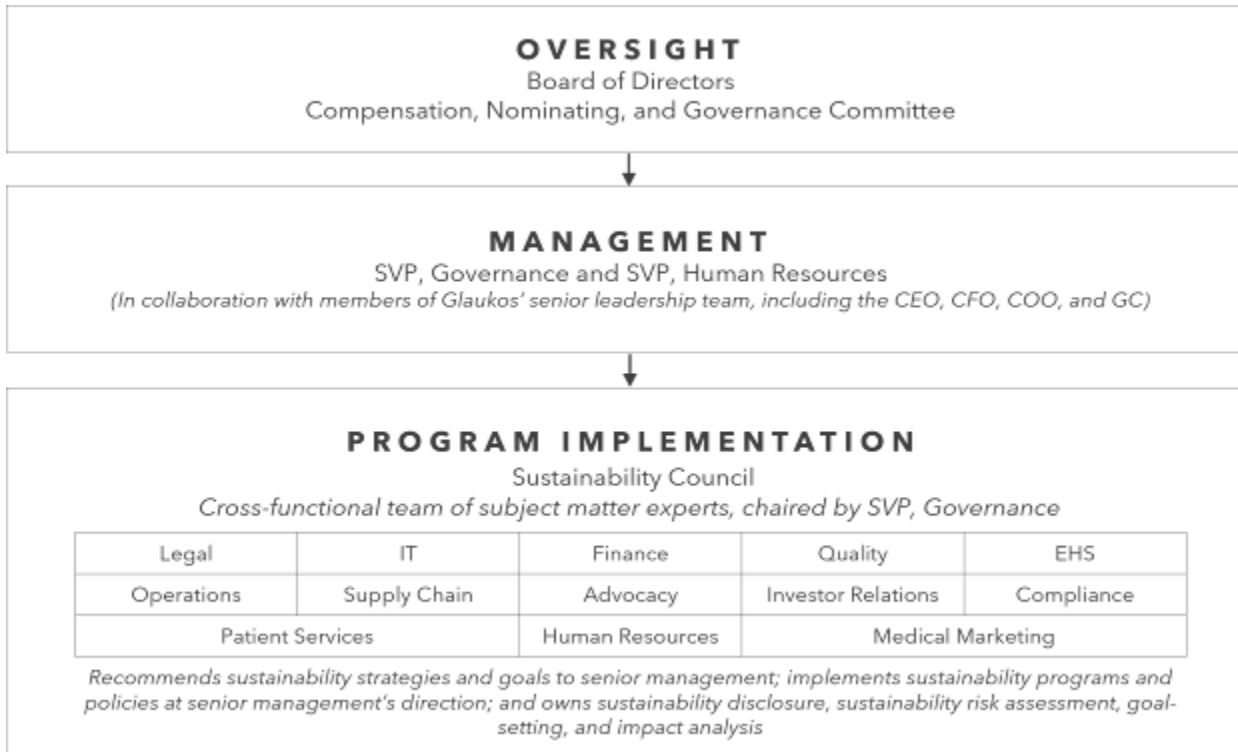 OVERSIGHT
Board of Directors
Compensation, Nominating, and Governance Committee
MANAGEMENT
SVP, Governance and SVP, Human Resources
(In collaboration with members of Glaukos' senior leadership team, including the CEO, CFO, COO, and GC)
PROGRAM IMPLEMENTATION
Sustainability Council
Cross-functional team of subject matter experts, chaired by SVP, Governance
Legal IT Finance Quality EHS
Operations Supply Chain Advocacy Investor Relations Compliance
Patient Services Human Resources Medical Marketing
Recommends sustainability strategies and goals to senior management; implements sustainability programs and
policies at senior management's direction; and owns sustainability disclosure, sustainability risk assessment, goal-
setting, and impact analysis